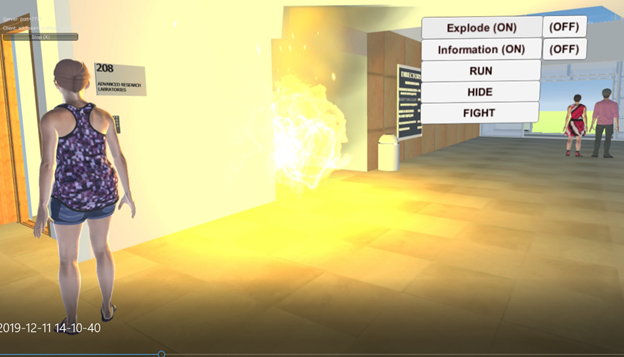 Stop (X)
208
ADVANCED RESEARCH
LABORATORIES
Explode (ON) (OFF)
Information (ON) (OFF)
RUN
HIDE
FIGHT
2019-12-11 14-10-40